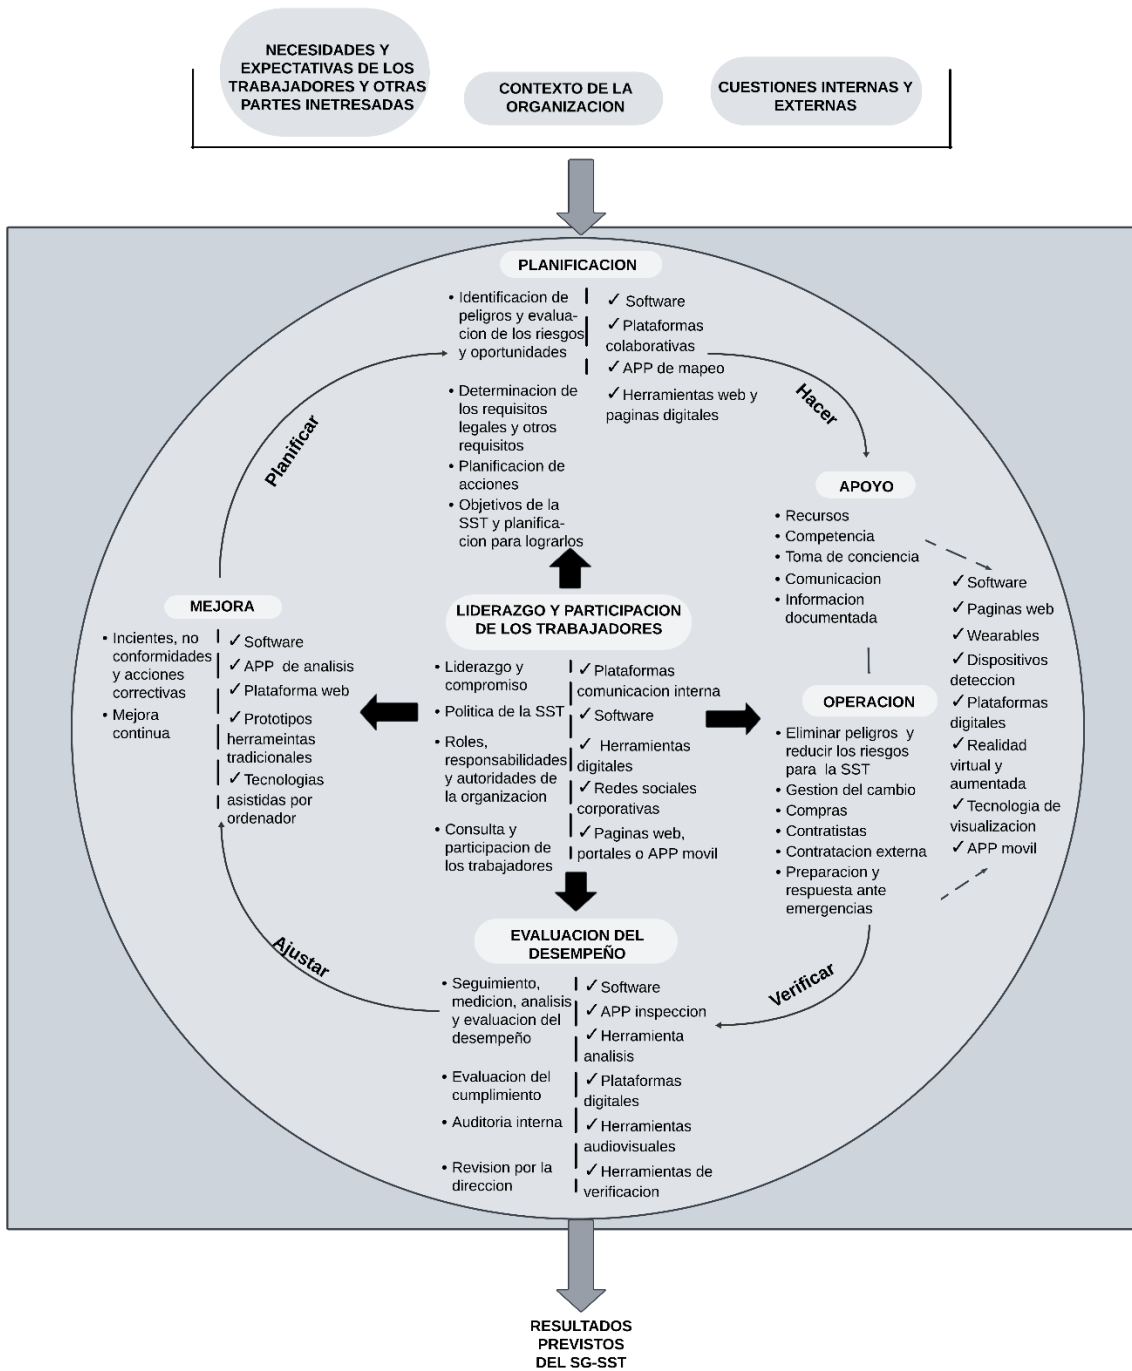 NECESIDADES Y
EXPECTATIVAS DE LOS
TRABAJADORES Y OTRAS
PARTES INETRESADAS
CONTEXTO DE LA
ORGANIZACION
CUESTIONES INTERNAS Y
EXTERNAS
PLANIFICACION
• Identificacion de
peligros y evalua-
cion de los riesgos
y oportunidades
• Determinacion de
los requisitos
legales y otros
requisitos
• Planificacion de
acciones
• Objetivos de la
SST y planifica-
cion para lograrlos
✓ Software
✓ Plataformas
colaborativas
✓ APP de mapeo
✓ Herramientas web y
paginas digitales
Planificar
Hacer
APOYO
• Recursos
• Competencia
• Toma de conciencia
• Comunicacion
• Informacion
documentada
✓ Software
✓ Paginas web
✓ Wearables
✓ Dispositivos
deteccion
✓ Plataformas
digitales
✓ Realidad
virtual y
aumentada
✓ Tecnologia de
visualizacion
✓ APP movil
MEJORA
• Incientes, no
conformidades
y acciones
correctivas
• Mejora
continua
✓ Software
✓ APP de analisis
✓ Plataforma web
✓ Prototipos
herrameintas
tradicionales
✓ Tecnologias
asistidas por
ordenador
LIDERAZGO Y PARTICIPACION
DE LOS TRABAJADORES
• Liderazgo y
compromiso
• Politica de la SST
• Roles,
responsabilidades
y autoridades de
la organizacion
• Consulta y
participacion de
los trabajadores
✓ Plataformas
comunicacion interna
✓ Software
✓ Herramientas
digitales
✓ Redes sociales
corporativas
✓ Paginas web,
portales o APP movil
OPERACION
• Eliminar peligros y
reducir los riesgos
para la SST
• Gestion del cambio
• Compras
• Contratistas
• Contratacion externa
• Preparacion y
respuesta ante
emergencias
Ajustar
Verificar
EVALUACION DEL
DESEMPEÑO
• Seguimiento,
medicion, analisis
y evaluacion del
desempeño
• Evaluacion del
cumplimiento
• Auditoria interna
• Revision por la
direccion
✓ Software
✓ APP inspeccion
✓ Herramienta
analisis
✓ Plataformas
digitales
✓ Herramientas
audiovisuales
✓ Herramientas de
verificacion
RESULTADOS
PREVISTOS
DEL SG-SST